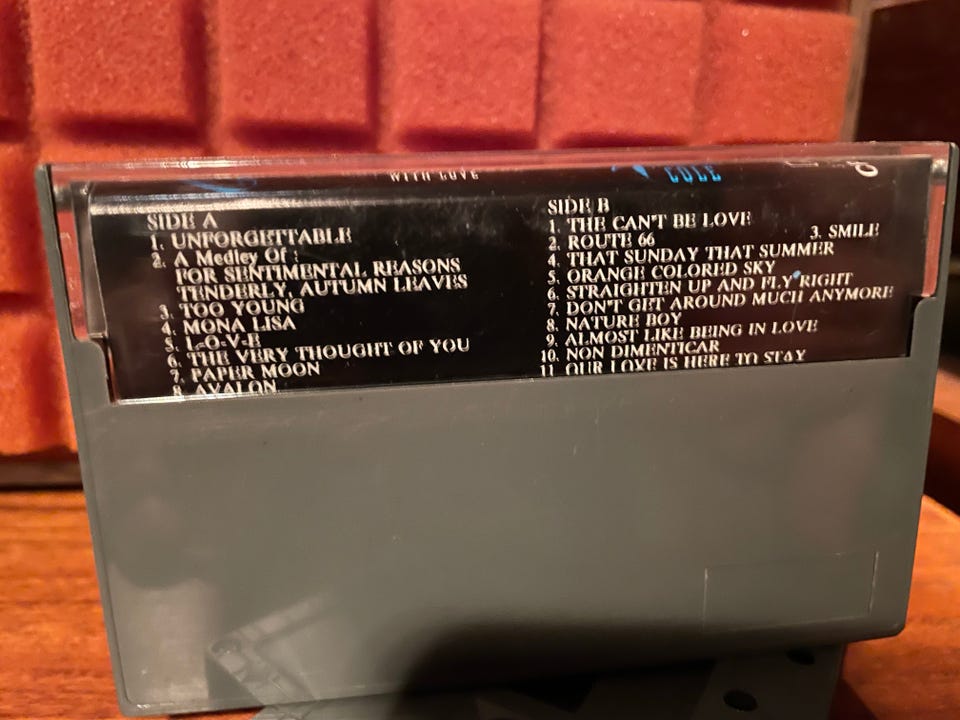 WITH LOVE
COLE
SIDE A
1. UNFORGETTABLE
2. A Medley Of :
FOR SENTIMENTAL REASONS
TENDERLY, AUTUMN LEAVES
3. TOO YOUNG
4. MONA LISA
5. L-O-V-E
6. THE VERY THOUGHT OF YOU
7. PAPER MOON
8. AVALON
SIDE B
1. THE CAN'T BE LOVE
2. ROUTE 66 3. SMILE
4. THAT SUNDAY THAT SUMMER
5. ORANGE COLORED SKY
6. STRAIGHTEN UP AND FLY RIGHT
7. DON'T GET AROUND MUCH ANYMORE
8. NATURE BOY
9. ALMOST LIKE BEING IN LOVE
10. NON DIMENTICAR
11. OUR LOVE IS HERE TO STAY